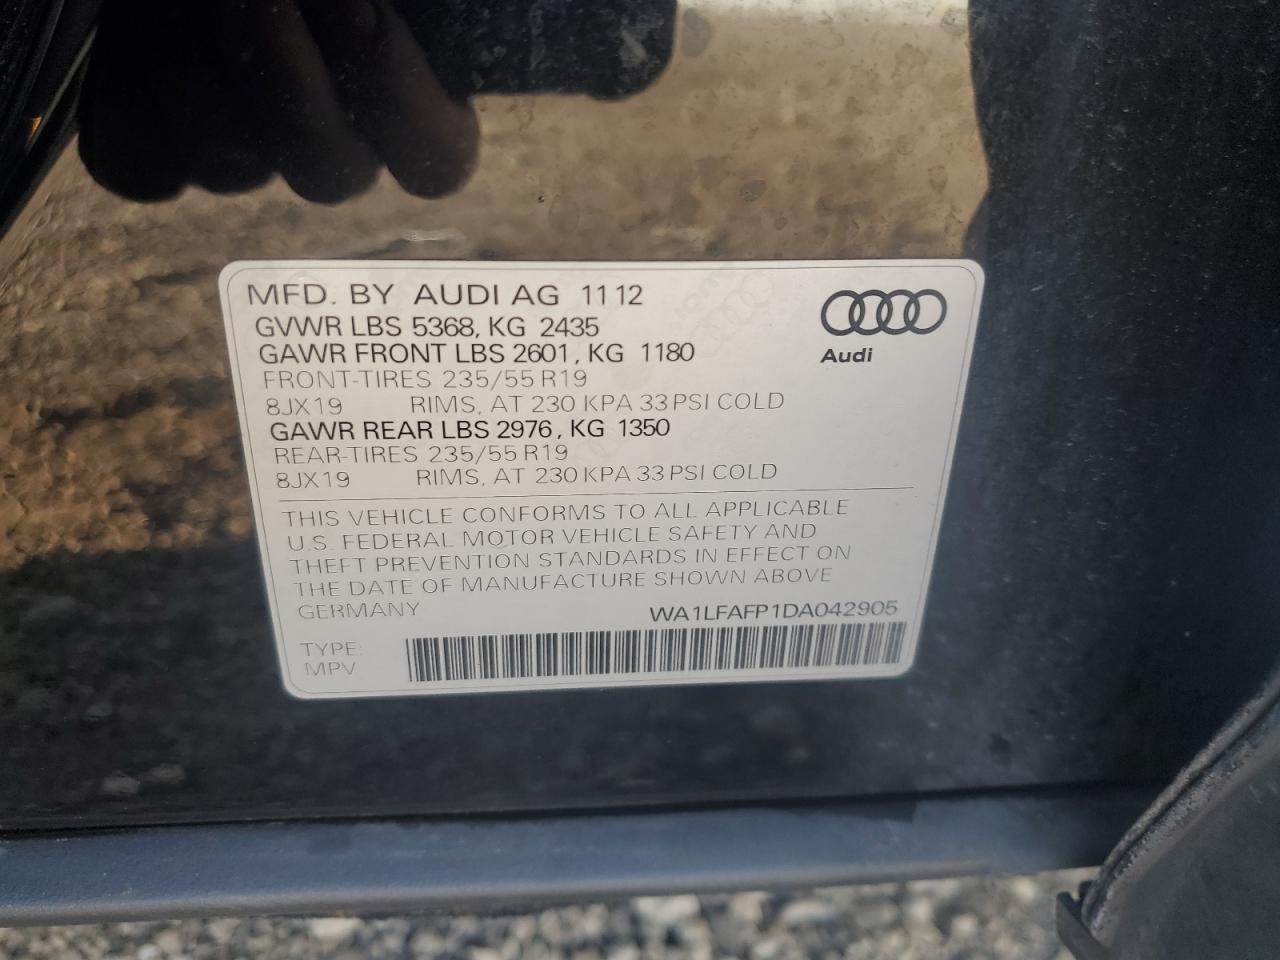 MFD. BY AUDI AG 11 12
GVWR LBS 5368, KG 2435
GAWR FRONT LBS 2601, KG 1180
FRONT-TIRES 235/55 R19
8JX19 RIMS, AT 230 KPA 33 PSI COLD
GAWR REAR LBS 2976, KG 1350
REAR-TIRES 235/55 R19
8JX19 RIMS, AT 230 KPA 33 PSI COLD
Audi
THIS VEHICLE CONFORMS TO ALL APPLICABLE
U.S. FEDERAL MOTOR VEHICLE SAFETY AND
THEFT PREVENTION STANDARDS IN EFFECT ON
THE DATE OF MANUFACTURE SHOWN ABOVE
GERMANY WA1LFAFP1DA042905
TYPE:
MPV